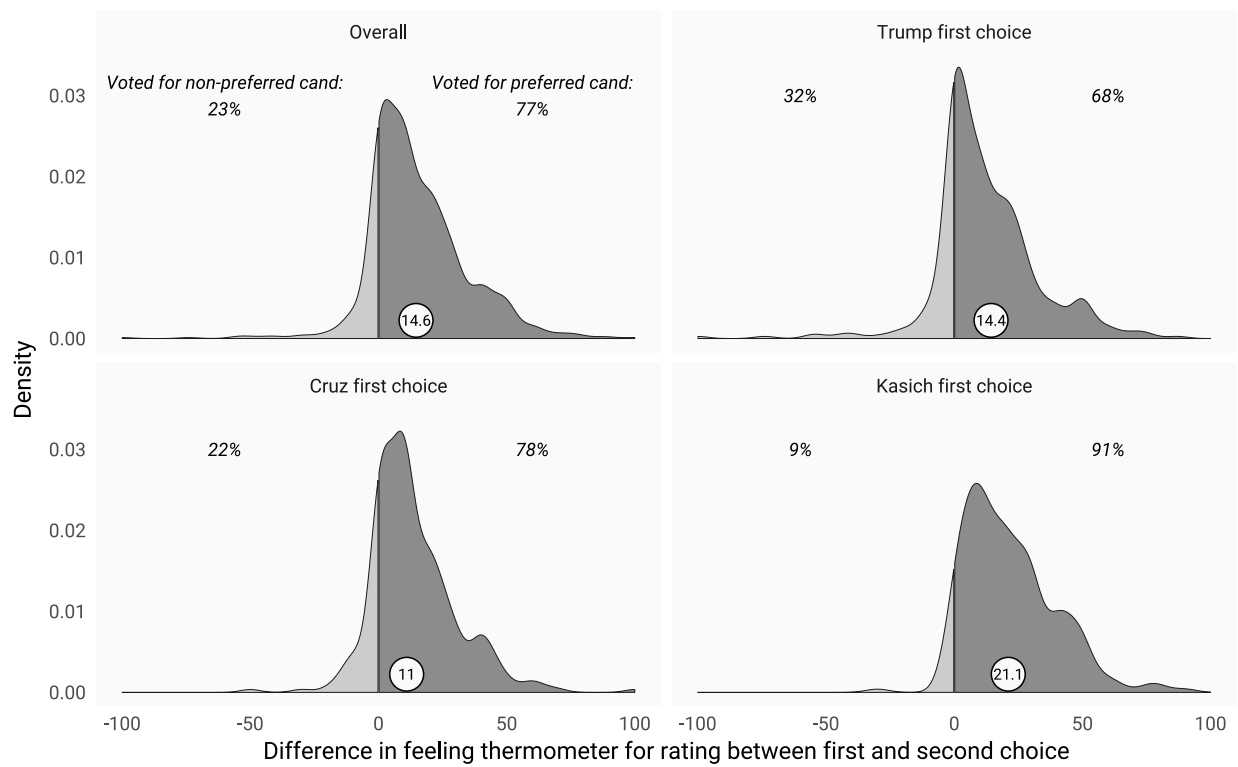 Overall
Voted for non-preferred cand:
23%
Voted for preferred cand:
77%
14.6
Trump first choice
32%
68%
14.4
Cruz first choice
22%
78%
11
Kasich first choice
9%
91%
21.1
0.03
0.02
0.01
0.00
0.03
0.02
0.01
0.00
Density
-100 -50 0 50 100
-100 -50 0 50 100
Difference in feeling thermometer for rating between first and second choice